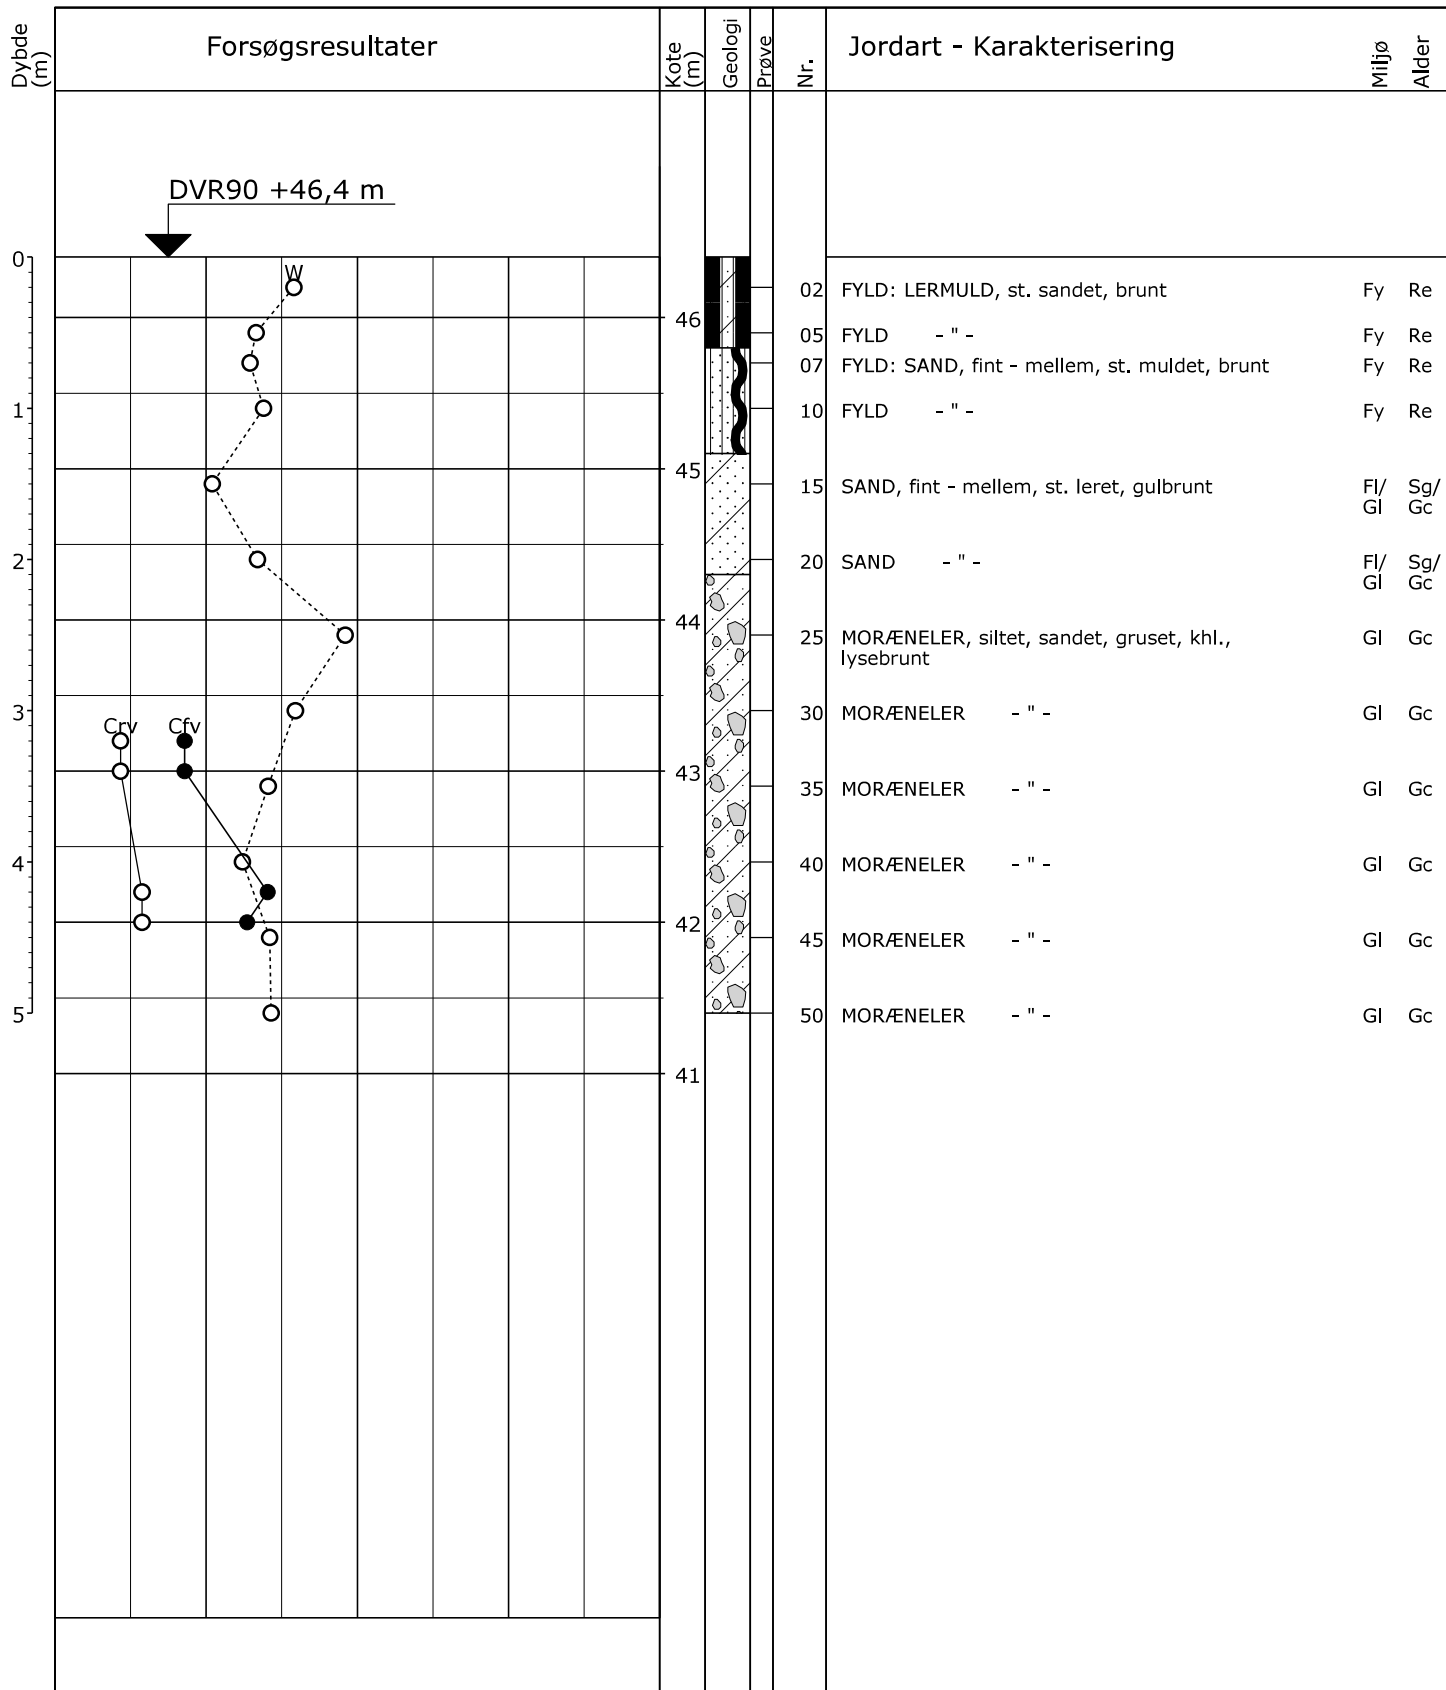 Dybde (m) Forsøgsresultater Kote (m) Geologi Prøve Nr. Jordart - Karakterisering Miljø Alder
DVR90 +46,4 m
0
W
02 FYLD: LERMULD, st. sandet, brunt Fy Re
46
05 FYLD - " - Fy Re
07 FYLD: SAND, fint - mellem, st. muldet, brunt Fy Re
1 10 FYLD - " - Fy Re
45
15 SAND, fint - mellem, st. leret, gulbrunt Fl/ Sg/
Gl Gc
2 20 SAND - " - Fl/ Sg/
Gl Gc
44
25 MORÆNELER, siltet, sandet, gruset, khl., Gl Gc
lysebrunt
3 30 MORÆNELER - " - Gl Gc
Crv Cfv
43
35 MORÆNELER - " - Gl Gc
4 40 MORÆNELER - " - Gl Gc
42
45 MORÆNELER - " - Gl Gc
5 50 MORÆNELER - " - Gl Gc
41